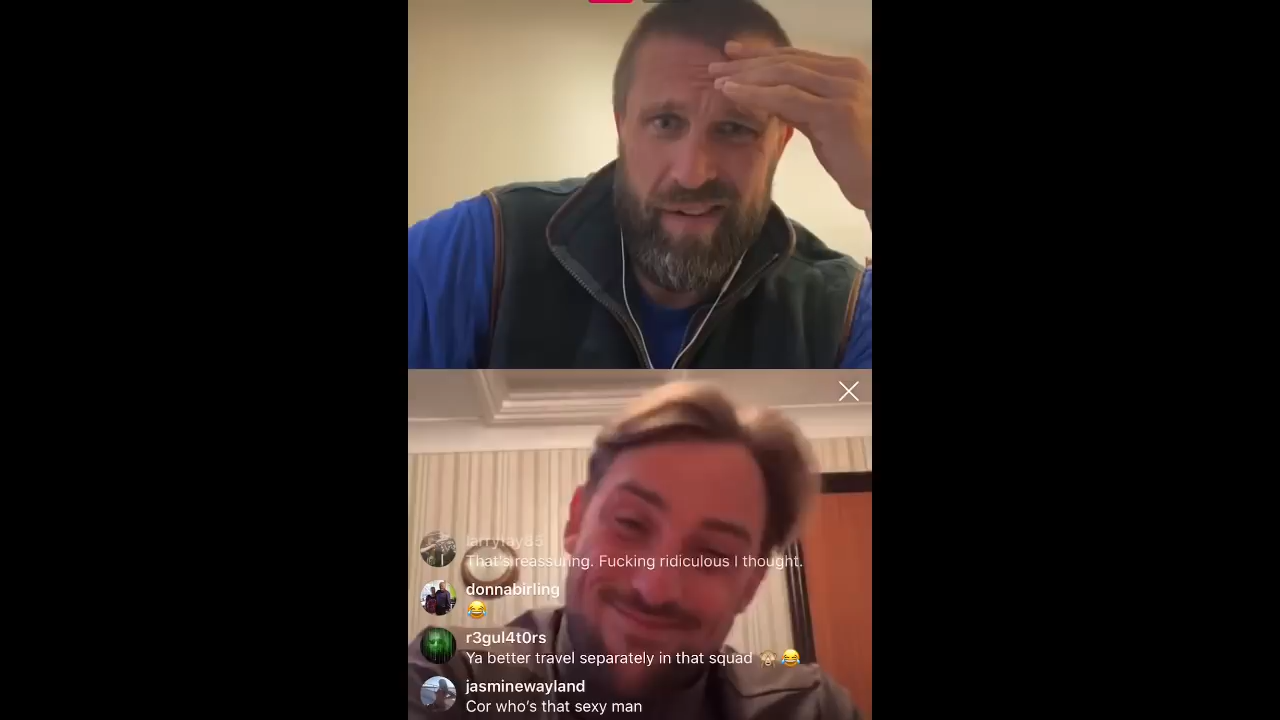 larrylay85
That's reassuring. Fucking ridiculous I thought.
donnabirling
😂
r3gul4t0rs
Ya better travel separately in that squad 🙈😂
jasminewayland
Cor who's that sexy man